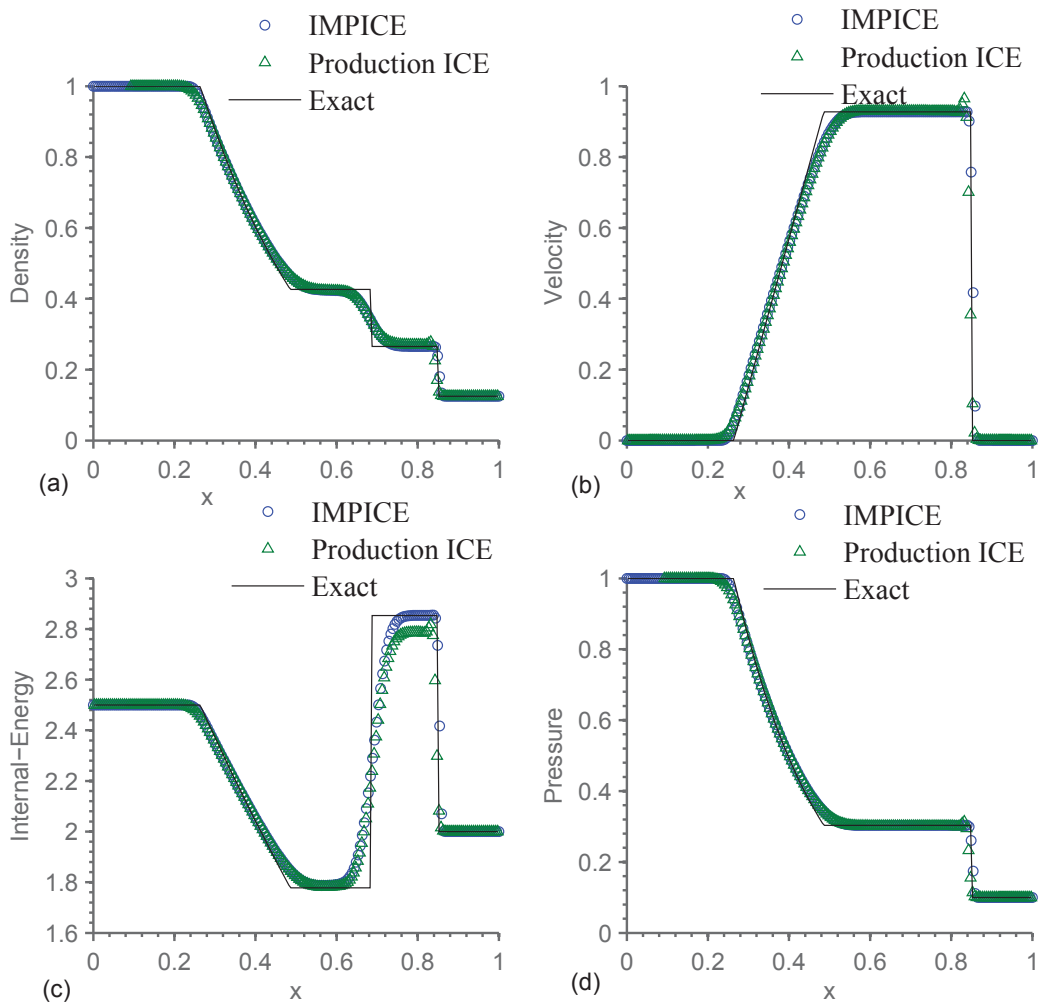 IMPICE
Production ICE
Exact
1
0.8
0.6
0.4
0.2
0
Density
0 0.2 0.4 0.6 0.8 1
(a)
x
IMPICE
Production ICE
Exact
1
0.8
0.6
0.4
0.2
0
Velocity
0 0.2 0.4 0.6 0.8 1
(b)
x
IMPICE
Production ICE
Exact
3
2.8
2.6
2.4
2.2
2
1.8
1.6
Internal-Energy
0 0.2 0.4 0.6 0.8 1
(c)
x
IMPICE
Production ICE
Exact
1
0.8
0.6
0.4
0.2
0
Pressure
0 0.2 0.4 0.6 0.8 1
(d)
x